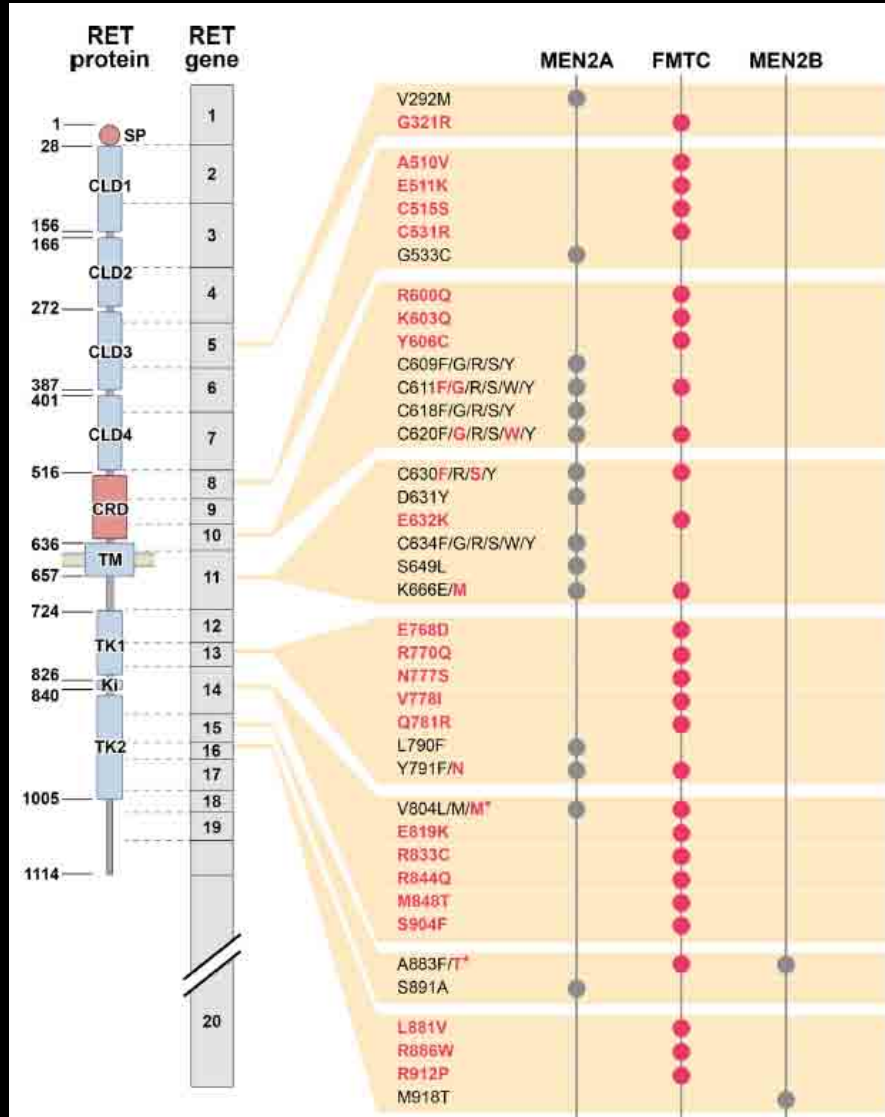 RET protein
RET gene
MEN2A FMTC MEN2B
1
SP
28
CLD1
156
166
CLD2
272
CLD3
387
401
CLD4
516
CRD
636
TM
657
724
TK1
826
Ki
840
TK2
1005
1114
1
2
3
4
5
6
7
8
9
10
11
12
13
14
15
16
17
18
19
20
V292M
G321R
A510V
E511K
C515S
C531R
G533C
R600Q
K603Q
Y606C
C609F/G/R/S/Y
C611F/G/R/S/W/Y
C618F/G/R/S/Y
C620F/G/R/S/W/Y
C630F/R/S/Y
D631Y
E632K
C634F/G/R/S/W/Y
S649L
K666E/M
E768D
R770Q
N777S
V778I
Q781R
L790F
Y791F/N
V804L/M/M*
E819K
R833C
R844Q
M848T
S904F
A883F/T*
S891A
L881V
R886W
R912P
M918T